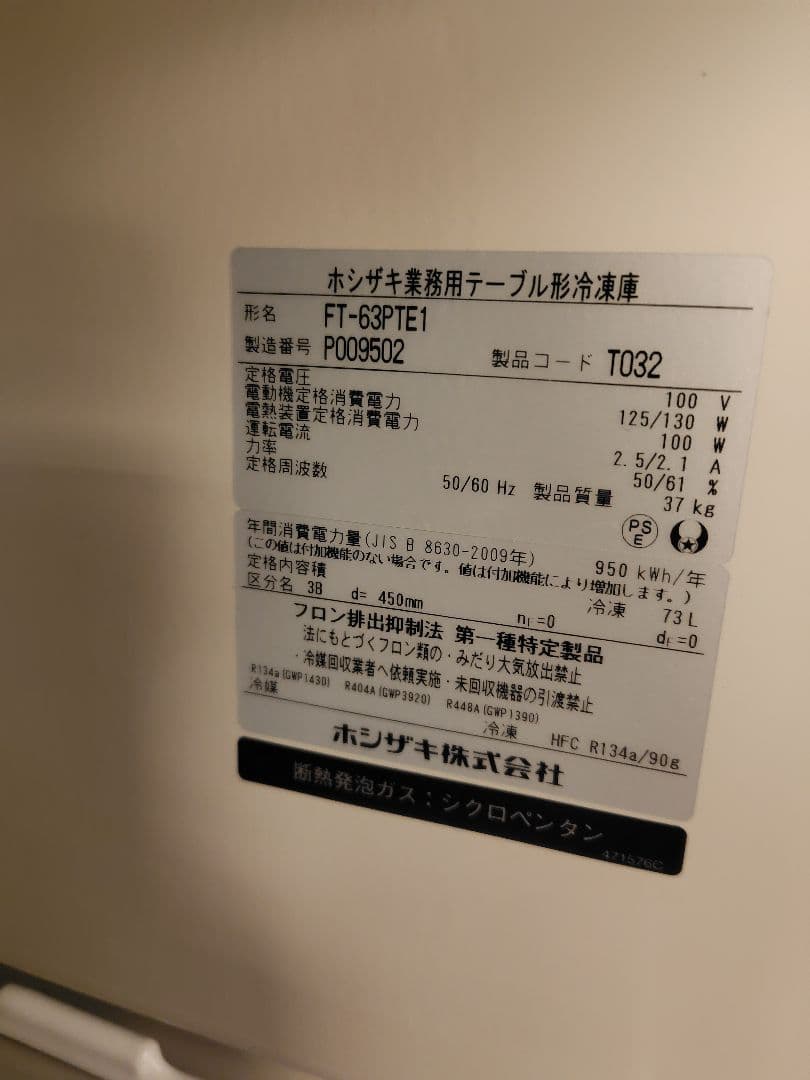 ホシザキ業務用テーブル形冷凍庫
形名 FT-63PTE1
製造番号 P009502 製品コード T032
定格電圧 100 V
電動機定格消費電力 125/130 W
電熱装置定格消費電力 100 W
運転電流 2.5/2.1 A
力率 50/61 %
定格周波数 50/60 Hz 製品質量 37 kg
PS
E
年間消費電力量(JIS B 8630-2009年) 950 kWh/年
(この値は付加機能のない場合です。値は付加機能により増加します。)
定格内容積 冷凍 73 L
区分名 3B d= 450mm nf=0 df=0
フロン排出抑制法 第一種特定製品
法にもとづくフロン類の・みだり大気放出禁止
・冷媒回収業者へ依頼実施・未回収機器の引渡禁止
R134a(GWP1430) R404A(GWP3920) R448A(GWP1390)
冷媒 冷凍 HFC R134a/90g
ホシザキ株式会社
断熱発泡ガス：シクロペンタン
471576C